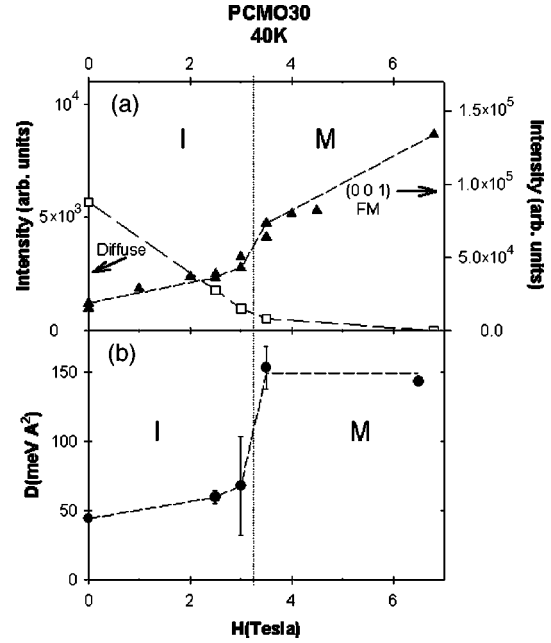 PCMO30
40K
0 2 4 6
(a)
I M
10⁴
5×10³
0
Intensity (arb. units)
Diffuse
(0 0 1)
FM
1.5×10⁵
1.0×10⁵
5.0×10⁴
0.0
Intensity (arb. units)
(b)
I M
150
100
50
0
D(meV A²)
0 2 4 6
H(Tesla)